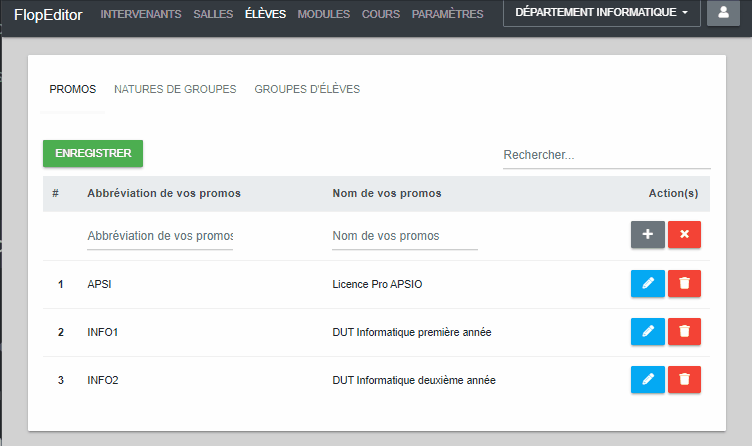 FlopEditor INTERVENANTS SALLES ÉLÈVES MODULES COURS PARAMÈTRES DÉPARTEMENT INFORMATIQUE
PROMOS NATURES DE GROUPES GROUPES D'ÉLÈVES
ENREGISTRER Rechercher...
# Abbréviation de vos promos Nom de vos promos Action(s)
Abbréviation de vos promos Nom de vos promos
1 APSI Licence Pro APSIO
2 INFO1 DUT Informatique première année
3 INFO2 DUT Informatique deuxième année